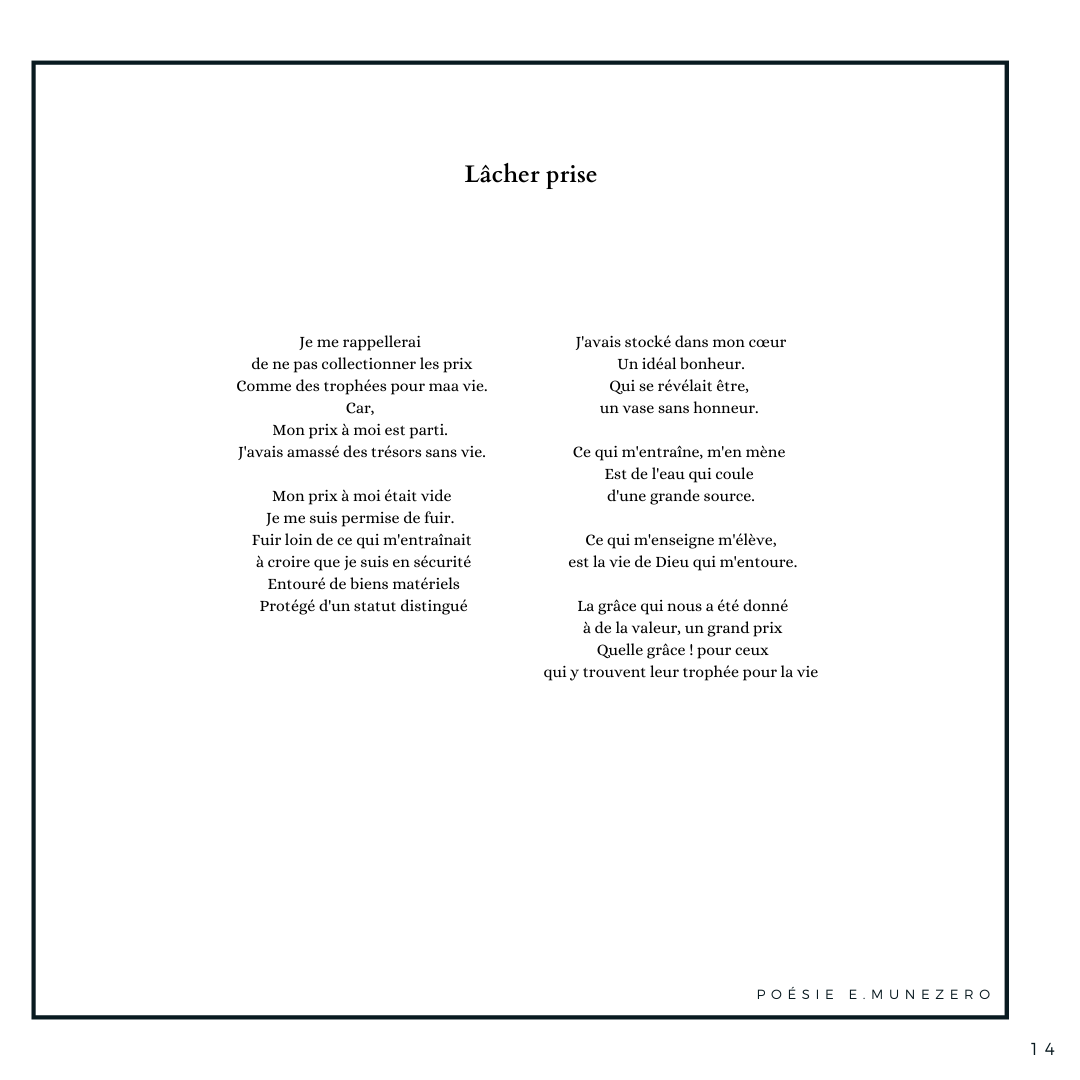 Lâcher prise
Je me rappellerai
de ne pas collectionner les prix
Comme des trophées pour maa vie.
Car,
Mon prix à moi est parti.
J'avais amassé des trésors sans vie.
Mon prix à moi était vide
Je me suis permise de fuir.
Fuir loin de ce qui m'entraînait
à croire que je suis en sécurité
Entouré de biens matériels
Protégé d'un statut distingué
J'avais stocké dans mon cœur
Un idéal bonheur.
Qui se révélait être,
un vase sans honneur.
Ce qui m'entraîne, m'en mène
Est de l'eau qui coule
d'une grande source.
Ce qui m'enseigne m'élève,
est la vie de Dieu qui m'entoure.
La grâce qui nous a été donné
à de la valeur, un grand prix
Quelle grâce ! pour ceux
qui y trouvent leur trophée pour la vie
POÉSIE E.MUNEZERO
14